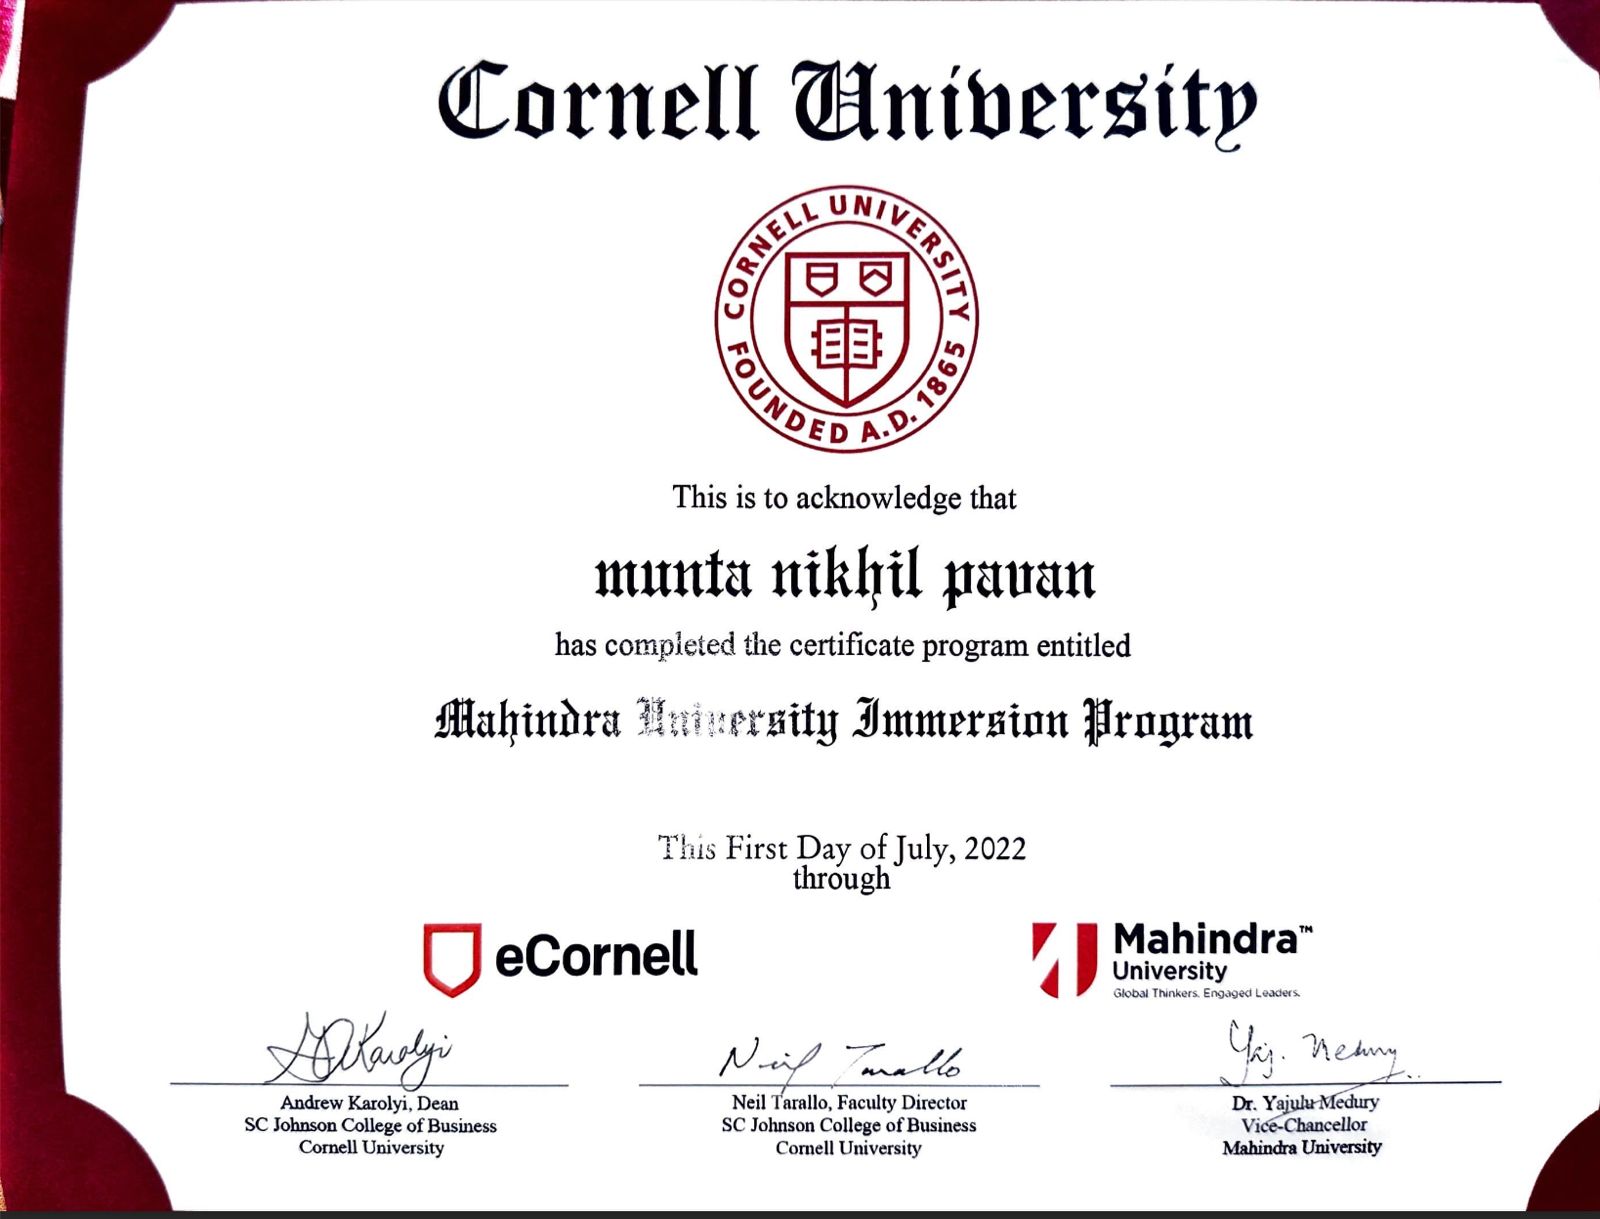 Cornell University
CORNELL UNIVERSITY
FOUNDED A.D. 1865
This is to acknowledge that
munta nikhil pavan
has completed the certificate program entitled
Mahindra University Immersion Program
This First Day of July, 2022
through
eCornell
Mahindra™
University
Global Thinkers. Engaged Leaders.
GA Karolyi
Neil Tarallo
Yaj. Medury
Andrew Karolyi, Dean
SC Johnson College of Business
Cornell University
Neil Tarallo, Faculty Director
SC Johnson College of Business
Cornell University
Dr. Yajulu Medury
Vice-Chancellor
Mahindra University